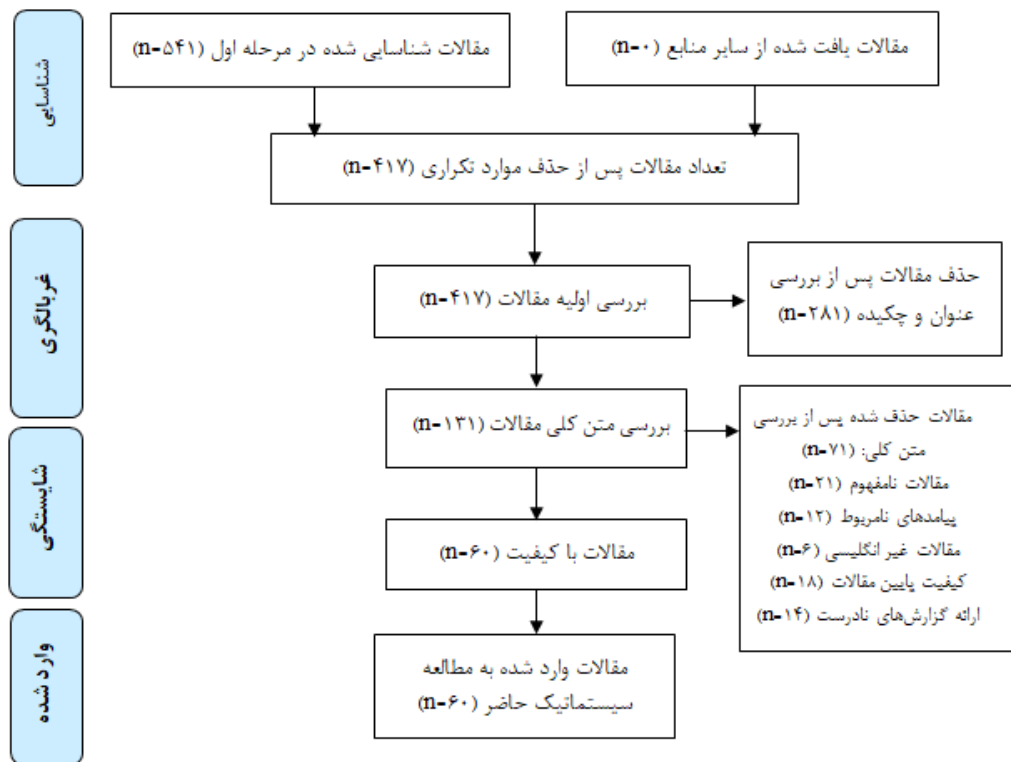 شناسایی
مقالات یافت شده از سایر منابع (n-۰)
مقالات شناسایی شده در مرحله اول (n-۵۴۱)
تعداد مقالات پس از حذف موارد تکراری (n-۴۱۷)
غربالگری
بررسی اولیه مقالات (n-۴۱۷)
حذف مقالات پس از بررسی
عنوان و چکیده (n-۲۸۱)
شایستگی
بررسی متن کلی مقالات (n-۱۳۱)
مقالات حذف شده پس از بررسی
متن کلی: (n-۷۱)
مقالات نامفهوم (n-۲۱)
پیامدهای نامربوط (n-۱۲)
مقالات غیر انگلیسی (n-۶)
کیفیت پایین مقالات (n-۱۸)
ارائه گزارش‌های نادرست (n-۱۴)
مقالات با کیفیت (n-۶۰)
وارد شده
مقالات وارد شده به مطالعه
سیستماتیک حاضر (n-۶۰)